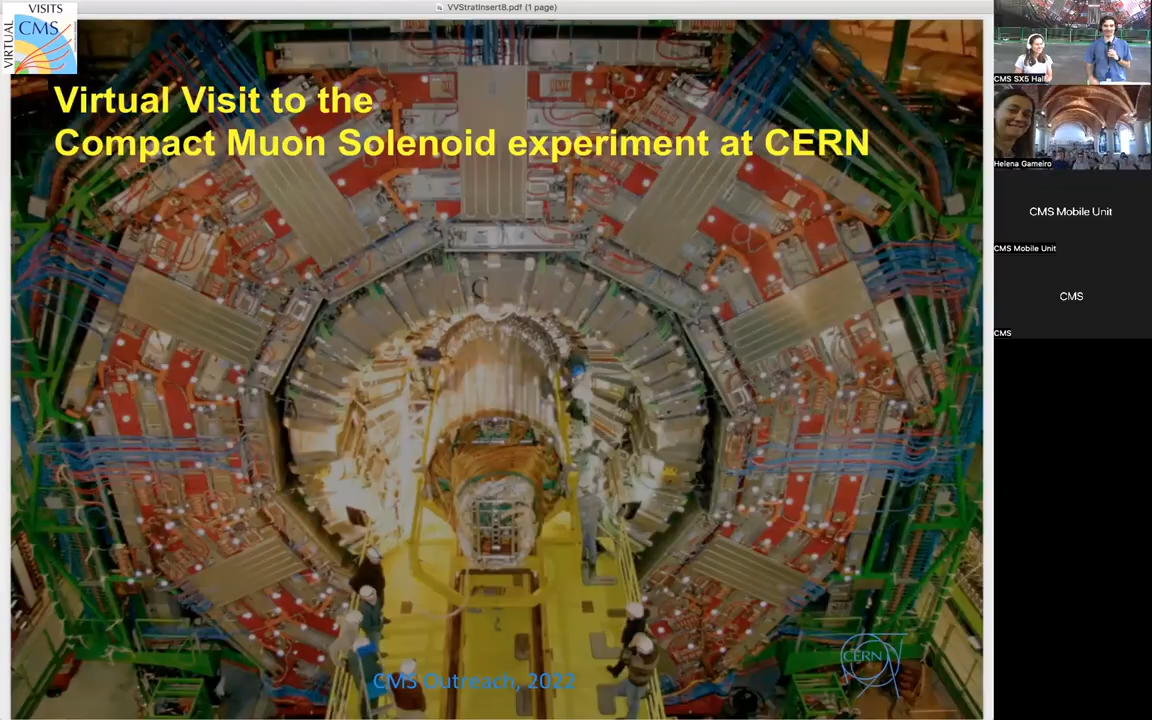 VVStratInsert8.pdf (1 page)
VISITS
VIRTUAL
CMS
Virtual Visit to the
Compact Muon Solenoid experiment at CERN
CMS Outreach, 2022
CERN
CMS SX5 Hall
Helena Gameiro
CMS Mobile Unit
CMS Mobile Unit
CMS
CMS